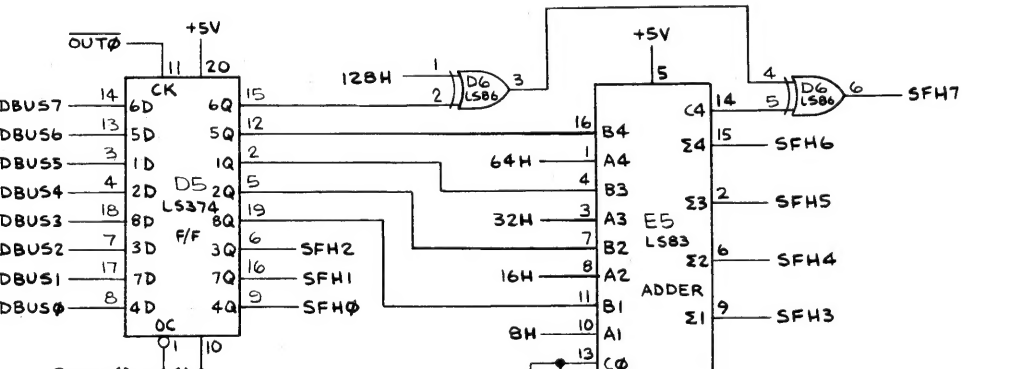 +5V
OUTØ
+5V
11 20
CK
128H 1
2
D6
LS86
3
4
5
D6
LS86
6
SFH7
5
DBUS7 14 6D 6Q 15
DBUS6 13 5D 5Q 12
DBUS5 3 1D 1Q 2
DBUS4 4 2D 2Q 5
DBUS3 18 8D 8Q 19
DBUS2 7 3D 3Q 6 SFH2
DBUS1 17 7D 7Q 16 SFH1
DBUSØ 8 4D 4Q 9 SFHØ
D5
LS374
F/F
OC
1 10
16 B4
64H 1 A4
4 B3
32H 3 A3
7 B2
16H 8 A2
11 B1
8H 10 A1
13 CØ
E5
LS83
ADDER
C4 14
Σ4 15 SFH6
Σ3 2 SFH5
Σ2 6 SFH4
Σ1 9 SFH3